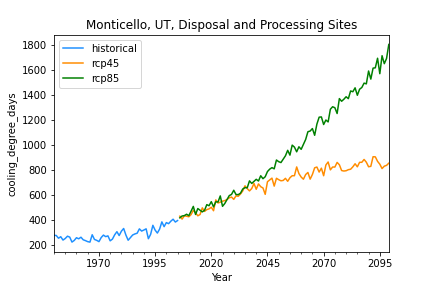 Monticello, UT, Disposal and Processing Sites
historical
rcp45
rcp85
cooling_degree_days
1800
1600
1400
1200
1000
800
600
400
200
1970 1995 2020 2045 2070 2095
Year